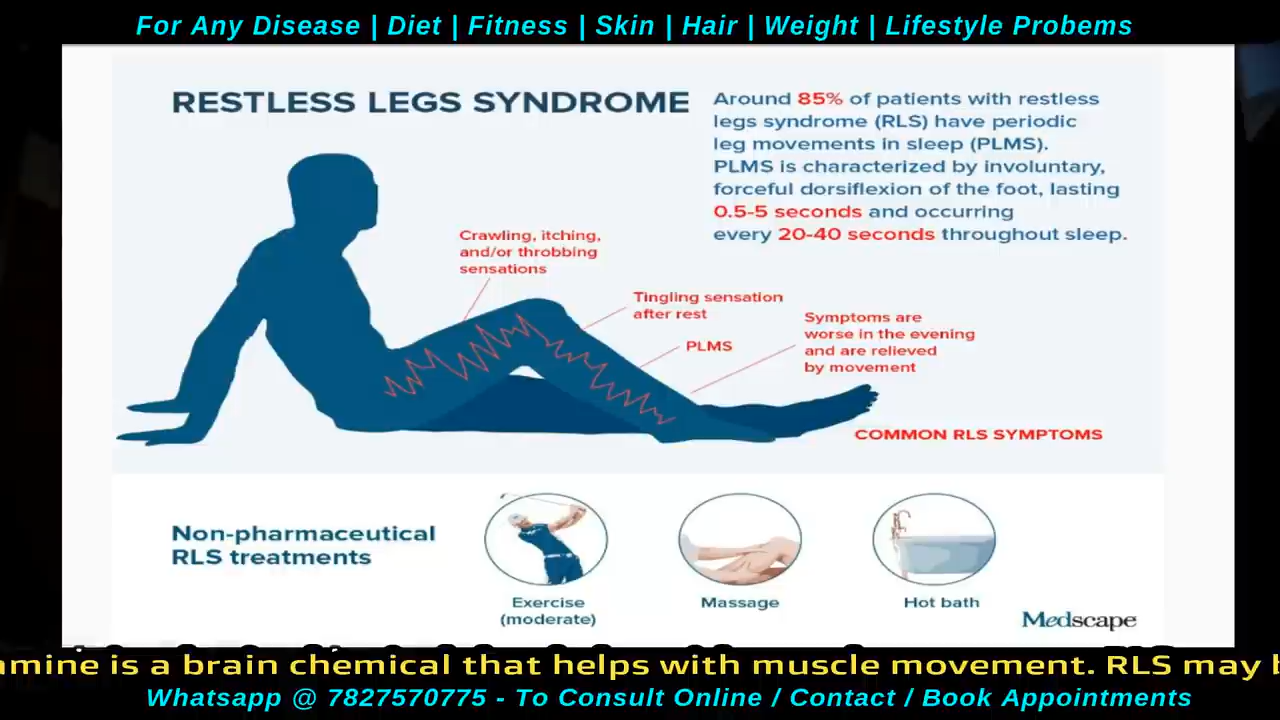 For Any Disease | Diet | Fitness | Skin | Hair | Weight | Lifestyle Probems
RESTLESS LEGS SYNDROME
Around 85% of patients with restless
legs syndrome (RLS) have periodic
leg movements in sleep (PLMS).
PLMS is characterized by involuntary,
forceful dorsiflexion of the foot, lasting
0.5-5 seconds and occurring
every 20-40 seconds throughout sleep.
Crawling, itching,
and/or throbbing
sensations
Tingling sensation
after rest
PLMS
Symptoms are
worse in the evening
and are relieved
by movement
COMMON RLS SYMPTOMS
Non-pharmaceutical
RLS treatments
Exercise
(moderate)
Massage
Hot bath
Medscape
amine is a brain chemical that helps with muscle movement. RLS may
Whatsapp @ 7827570775 - To Consult Online / Contact / Book Appointments